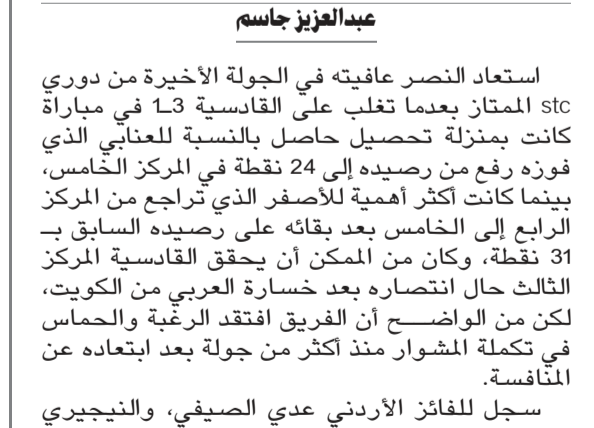 عبدالعزيز جاسم
استعاد النصر عافيته في الجولة الأخيرة من دوري
stc الممتاز بعدما تغلب على القادسية 3ـ1 في مباراة
كانت بمنزلة تحصيل حاصل بالنسبة للعنابي الذي
فوزه رفع من رصيده إلى 24 نقطة في المركز الخامس،
بينما كانت أكثر أهمية للأصفر الذي تراجع من المركز
الرابع إلى الخامس بعد بقائه على رصيده السابق بـ
31 نقطة، وكان من الممكن أن يحقق القادسية المركز
الثالث حال انتصاره بعد خسارة العربي من الكويت،
لكن من الواضـــح أن الفريق افتقد الرغبة والحماس
في تكملة المشوار منذ أكثر من جولة بعد ابتعاده عن
المنافسة.
سجل للفائز الأردني عدي الصيفي، والنيجيري